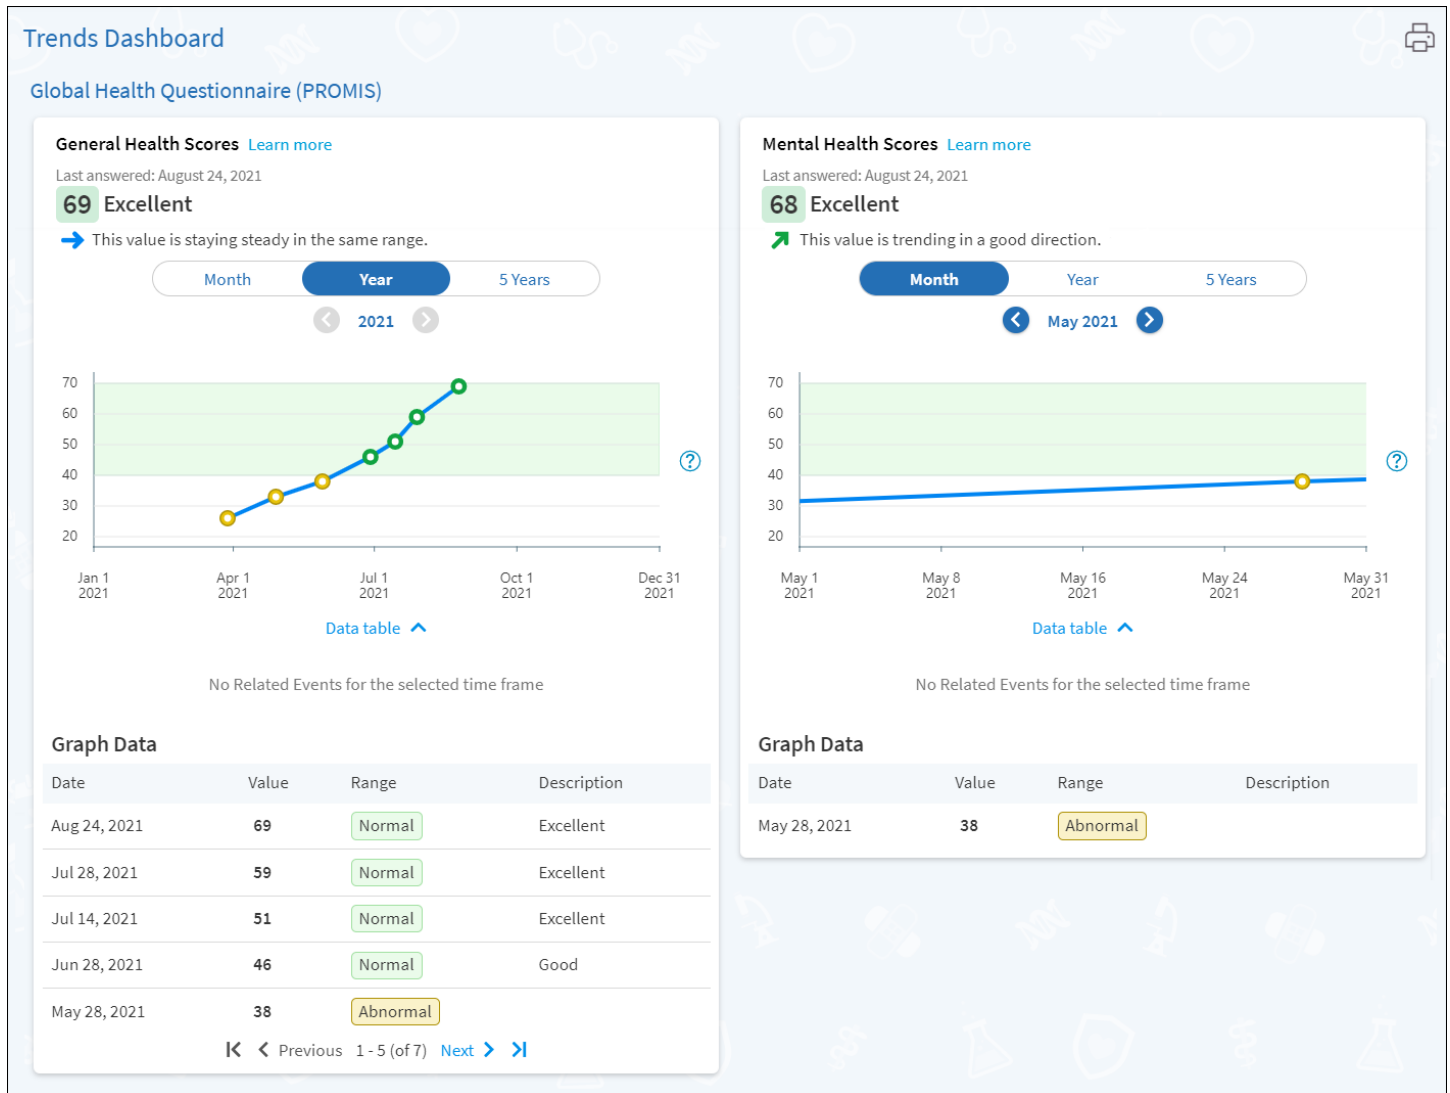 Trends Dashboard
Global Health Questionnaire (PROMIS)
General Health Scores Learn more
Last answered: August 24, 2021
69 Excellent
This value is staying steady in the same range.
Month Year 5 Years
2021
70
60
50
40
30
20
Jan 1 Apr 1 Jul 1 Oct 1 Dec 31
2021 2021 2021 2021 2021
?
Data table
No Related Events for the selected time frame
Graph Data
Date Value Range Description
Aug 24, 2021 69 Normal Excellent
Jul 28, 2021 59 Normal Excellent
Jul 14, 2021 51 Normal Excellent
Jun 28, 2021 46 Normal Good
May 28, 2021 38 Abnormal
Previous 1 - 5 (of 7) Next
Mental Health Scores Learn more
Last answered: August 24, 2021
68 Excellent
This value is trending in a good direction.
Month Year 5 Years
May 2021
70
60
50
40
30
20
May 1 May 8 May 16 May 24 May 31
2021 2021 2021 2021 2021
?
Data table
No Related Events for the selected time frame
Graph Data
Date Value Range Description
May 28, 2021 38 Abnormal